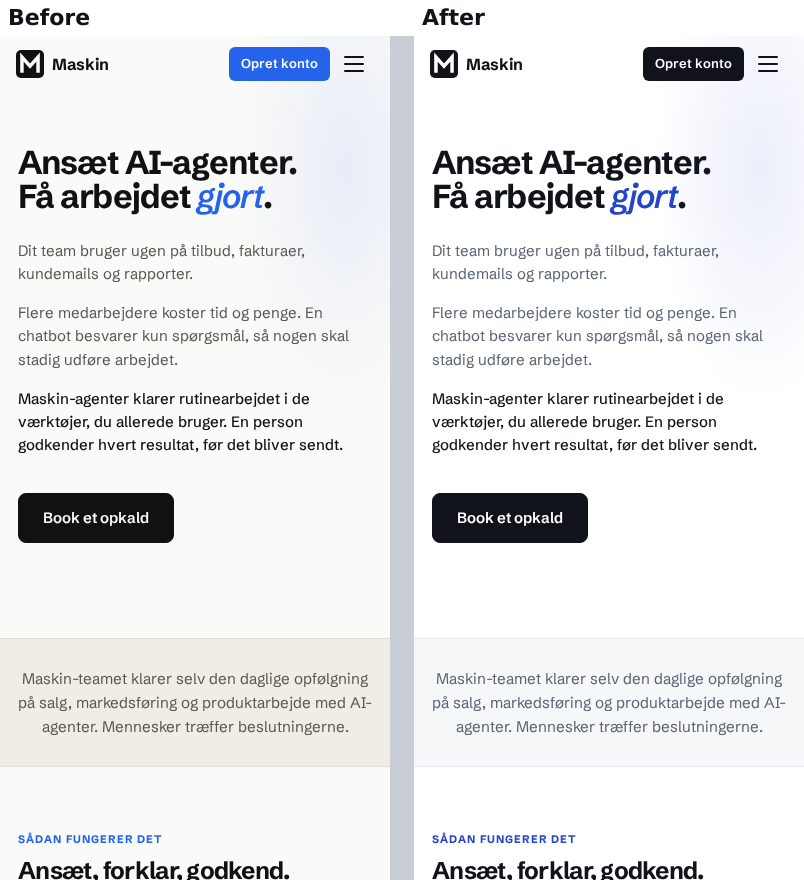 Before
Maskin
Opret konto
Ansæt AI-agenter.
Få arbejdet gjort.
Dit team bruger ugen på tilbud, fakturaer,
kundemails og rapporter.
Flere medarbejdere koster tid og penge. En
chatbot besvarer kun spørgsmål, så nogen skal
stadig udføre arbejdet.
Maskin-agenter klarer rutinearbejdet i de
værktøjer, du allerede bruger. En person
godkender hvert resultat, før det bliver sendt.
Book et opkald
Maskin-teamet klarer selv den daglige opfølgning
på salg, markedsføring og produktarbejde med AI-
agenter. Mennesker træffer beslutningerne.
SÅDAN FUNGERER DET
Ansæt, forklar, godkend.
After
Maskin
Opret konto
Ansæt AI-agenter.
Få arbejdet gjort.
Dit team bruger ugen på tilbud, fakturaer,
kundemails og rapporter.
Flere medarbejdere koster tid og penge. En
chatbot besvarer kun spørgsmål, så nogen skal
stadig udføre arbejdet.
Maskin-agenter klarer rutinearbejdet i de
værktøjer, du allerede bruger. En person
godkender hvert resultat, før det bliver sendt.
Book et opkald
Maskin-teamet klarer selv den daglige opfølgning
på salg, markedsføring og produktarbejde med AI-
agenter. Mennesker træffer beslutningerne.
SÅDAN FUNGERER DET
Ansæt, forklar, godkend.